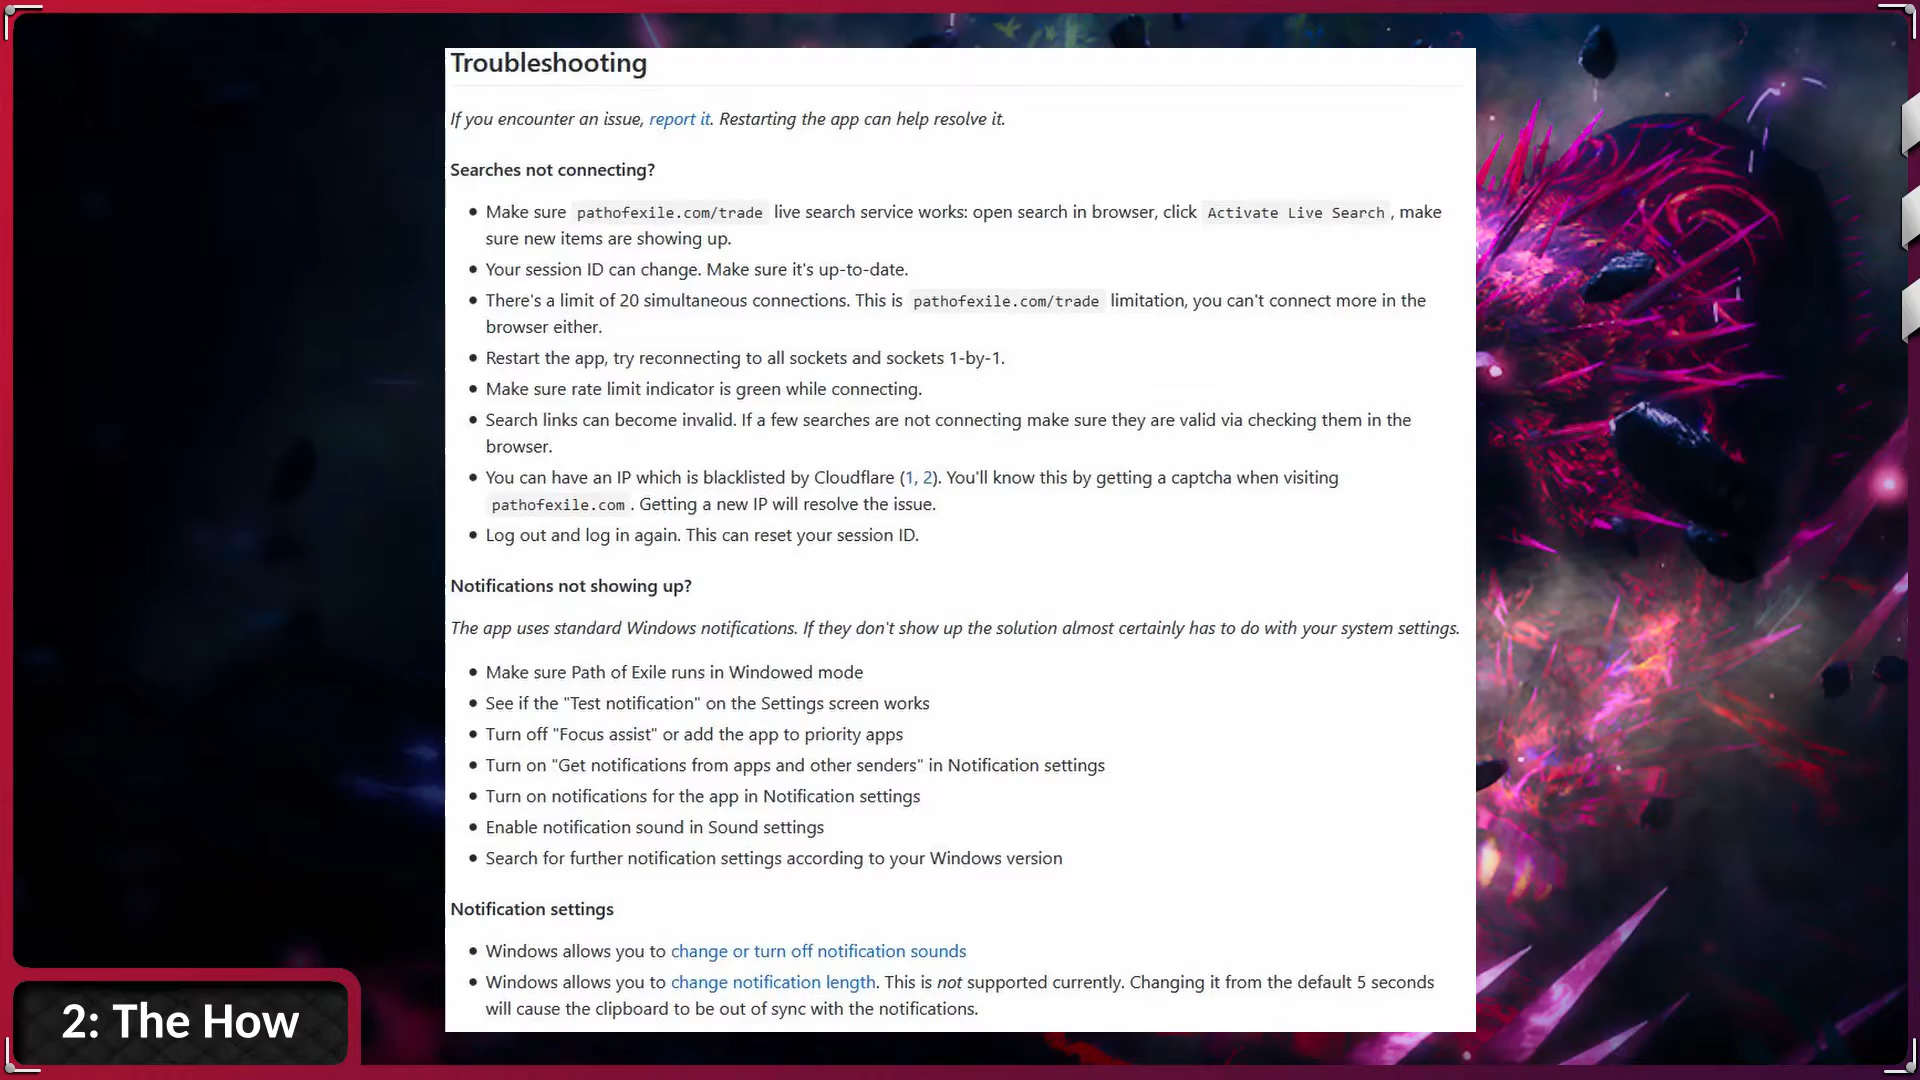 Troubleshooting
If you encounter an issue, report it. Restarting the app can help resolve it.
Searches not connecting?
• Make sure pathofexile.com/trade live search service works: open search in browser, click Activate Live Search , make
sure new items are showing up.
• Your session ID can change. Make sure it's up-to-date.
• There's a limit of 20 simultaneous connections. This is pathofexile.com/trade limitation, you can't connect more in the
browser either.
• Restart the app, try reconnecting to all sockets and sockets 1-by-1.
• Make sure rate limit indicator is green while connecting.
• Search links can become invalid. If a few searches are not connecting make sure they are valid via checking them in the
browser.
• You can have an IP which is blacklisted by Cloudflare (1, 2). You'll know this by getting a captcha when visiting
pathofexile.com . Getting a new IP will resolve the issue.
• Log out and log in again. This can reset your session ID.
Notifications not showing up?
The app uses standard Windows notifications. If they don't show up the solution almost certainly has to do with your system settings.
• Make sure Path of Exile runs in Windowed mode
• See if the "Test notification" on the Settings screen works
• Turn off "Focus assist" or add the app to priority apps
• Turn on "Get notifications from apps and other senders" in Notification settings
• Turn on notifications for the app in Notification settings
• Enable notification sound in Sound settings
• Search for further notification settings according to your Windows version
Notification settings
• Windows allows you to change or turn off notification sounds
• Windows allows you to change notification length. This is not supported currently. Changing it from the default 5 seconds
will cause the clipboard to be out of sync with the notifications.
2: The How